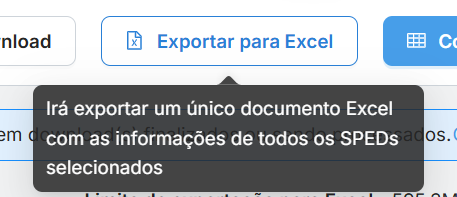 nload
Exportar para Excel
Co
Irá exportar um único documento Excel
com as informações de todos os SPEDs
selecionados